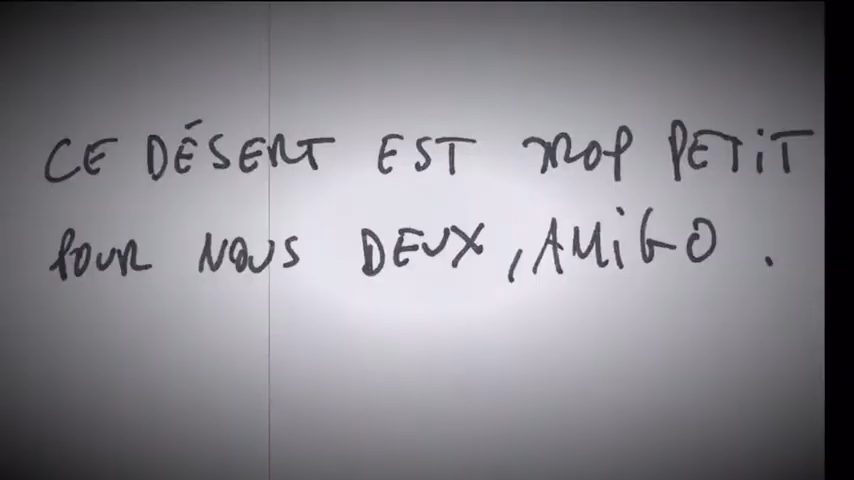 CE DÉSERT EST TROP PETIT
POUR NOUS DEUX, AMIGO.